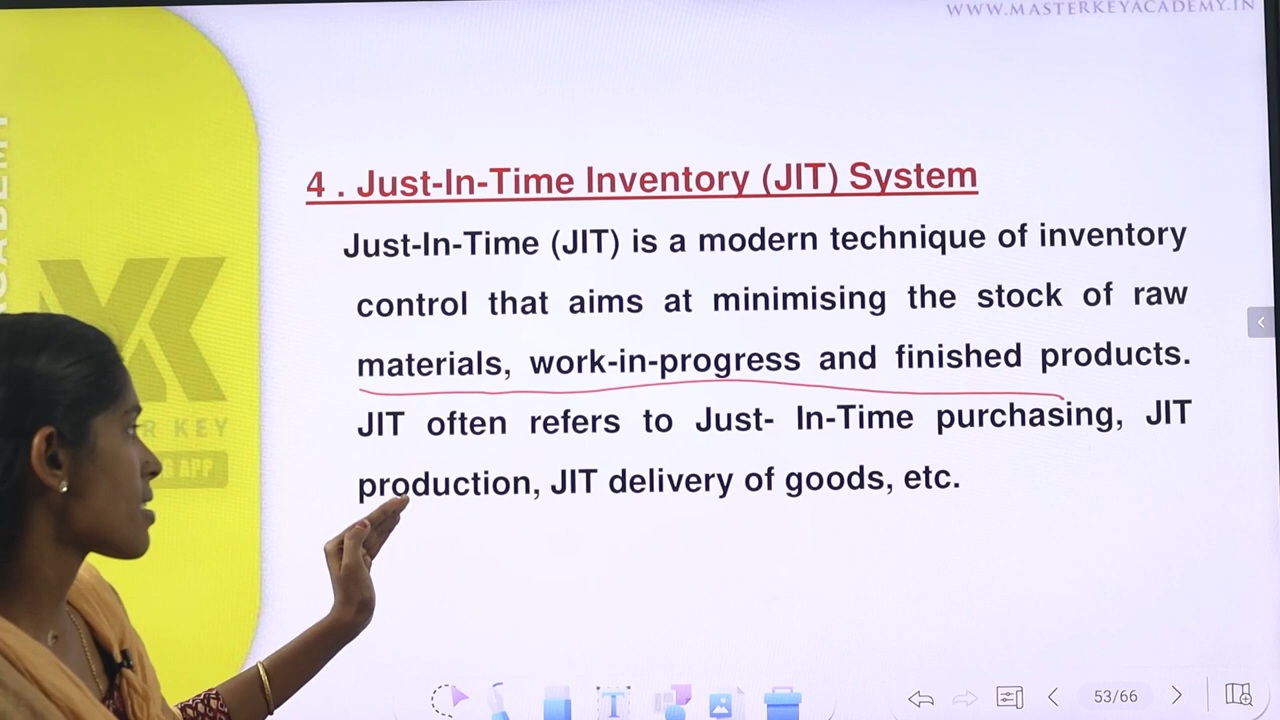 WWW.MASTERKEYACADEMY.IN
4 . Just-In-Time Inventory (JIT) System
Just-In-Time (JIT) is a modern technique of inventory
control that aims at minimising the stock of raw
materials, work-in-progress and finished products.
JIT often refers to Just- In-Time purchasing, JIT
production, JIT delivery of goods, etc.
KEY
APP
T
53/66